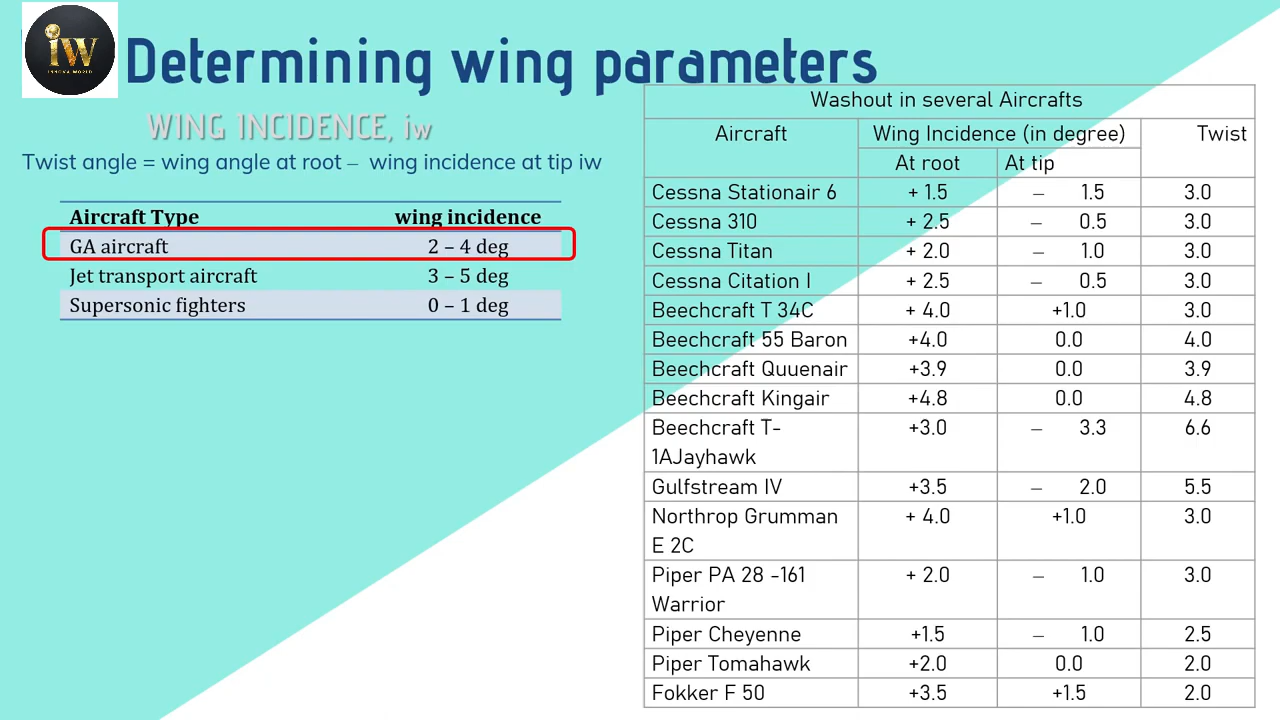 iw
INNOVA WORLD
Determining wing parameters
WING INCIDENCE, iw
Twist angle = wing angle at root – wing incidence at tip iw
Aircraft Type wing incidence
GA aircraft 2 – 4 deg
Jet transport aircraft 3 – 5 deg
Supersonic fighters 0 – 1 deg
Washout in several Aircrafts
Aircraft Wing Incidence (in degree) Twist
At root At tip
Cessna Stationair 6 + 1.5 – 1.5 3.0
Cessna 310 + 2.5 – 0.5 3.0
Cessna Titan + 2.0 – 1.0 3.0
Cessna Citation I + 2.5 – 0.5 3.0
Beechcraft T 34C + 4.0 +1.0 3.0
Beechcraft 55 Baron +4.0 0.0 4.0
Beechcraft Quuenair +3.9 0.0 3.9
Beechcraft Kingair +4.8 0.0 4.8
Beechcraft T- +3.0 – 3.3 6.6
1AJayhawk
Gulfstream IV +3.5 – 2.0 5.5
Northrop Grumman + 4.0 +1.0 3.0
E 2C
Piper PA 28 -161 + 2.0 – 1.0 3.0
Warrior
Piper Cheyenne +1.5 – 1.0 2.5
Piper Tomahawk +2.0 0.0 2.0
Fokker F 50 +3.5 +1.5 2.0